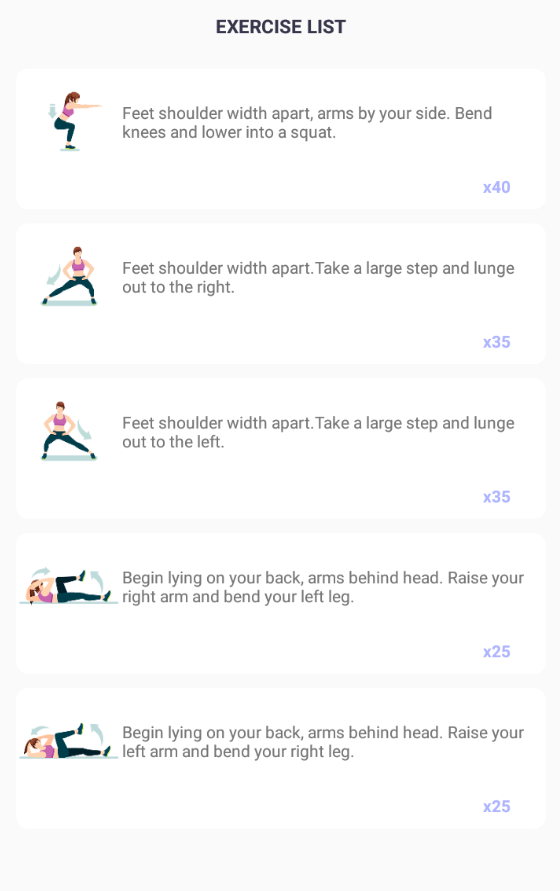 EXERCISE LIST
Feet shoulder width apart, arms by your side. Bend
knees and lower into a squat.
x40
Feet shoulder width apart.Take a large step and lunge
out to the right.
x35
Feet shoulder width apart.Take a large step and lunge
out to the left.
x35
Begin lying on your back, arms behind head. Raise your
right arm and bend your left leg.
x25
Begin lying on your back, arms behind head. Raise your
left arm and bend your right leg.
x25